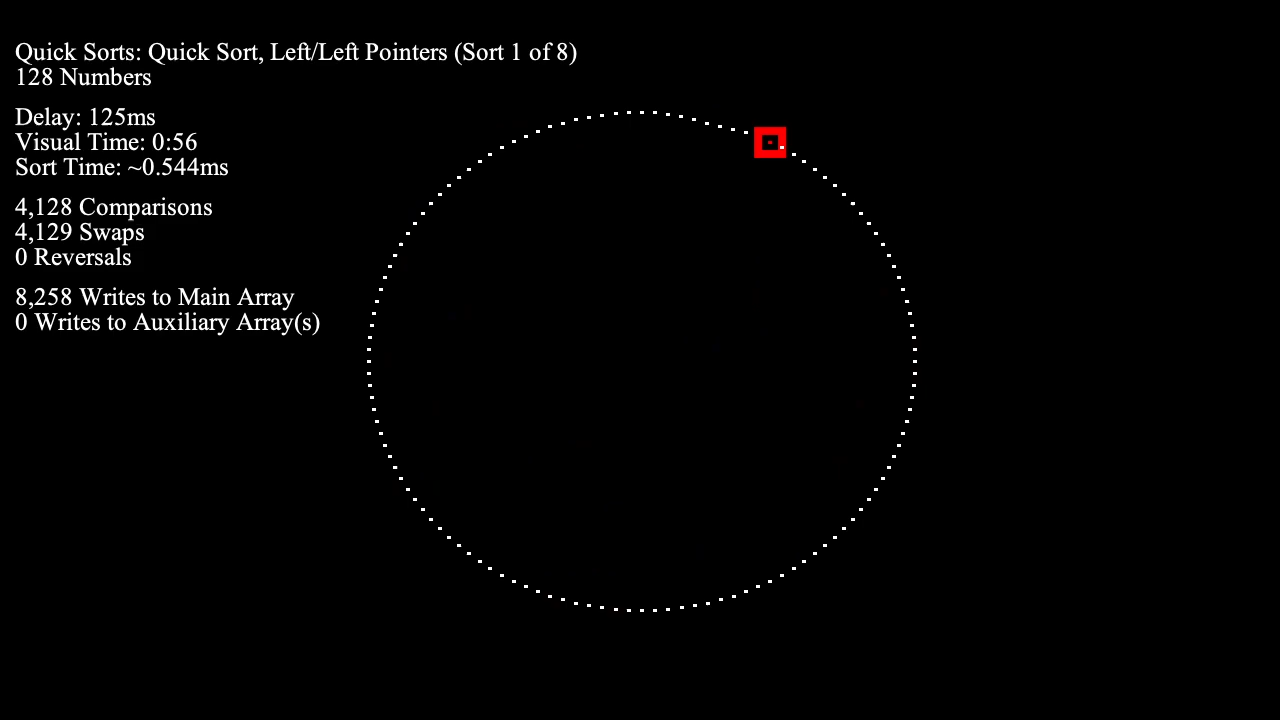 Quick Sorts: Quick Sort, Left/Left Pointers (Sort 1 of 8)
128 Numbers
Delay: 125ms
Visual Time: 0:56
Sort Time: ~0.544ms
4,128 Comparisons
4,129 Swaps
0 Reversals
8,258 Writes to Main Array
0 Writes to Auxiliary Array(s)